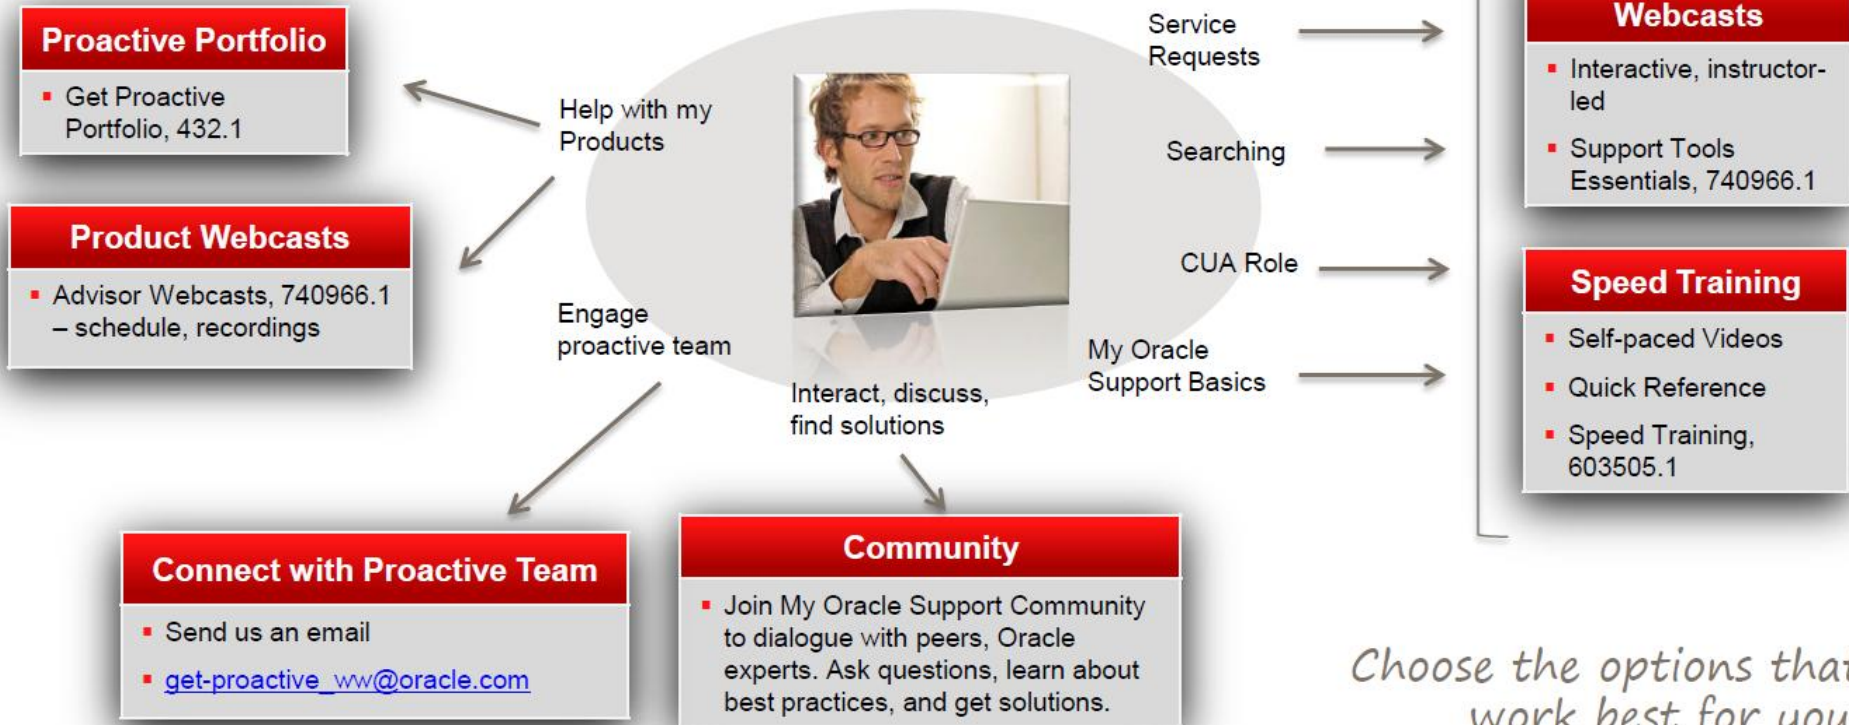 Proactive Portfolio
Get Proactive
Portfolio, 432.1
Product Webcasts
Advisor Webcasts, 740966.1
– schedule, recordings
Help with my
Products
Engage
proactive team
Interact, discuss,
find solutions
Service
Requests
Searching
CUA Role
My Oracle
Support Basics
Webcasts
Interactive, instructor-
led
Support Tools
Essentials, 740966.1
Speed Training
Self-paced Videos
Quick Reference
Speed Training,
603505.1
Connect with Proactive Team
Send us an email
get-proactive_ww@oracle.com
Community
Join My Oracle Support Community
to dialogue with peers, Oracle
experts. Ask questions, learn about
best practices, and get solutions.
Choose the options that
work best for you